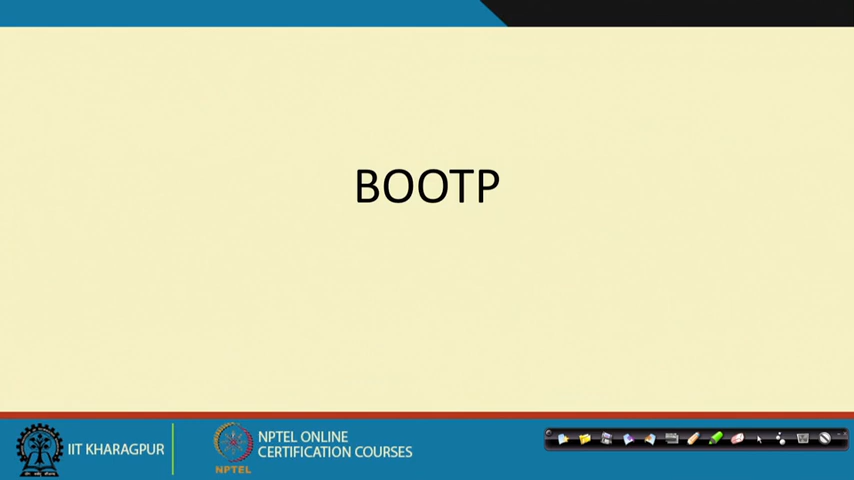 BOOTP
IIT KHARAGPUR
NPTEL ONLINE
CERTIFICATION COURSES
NPTEL